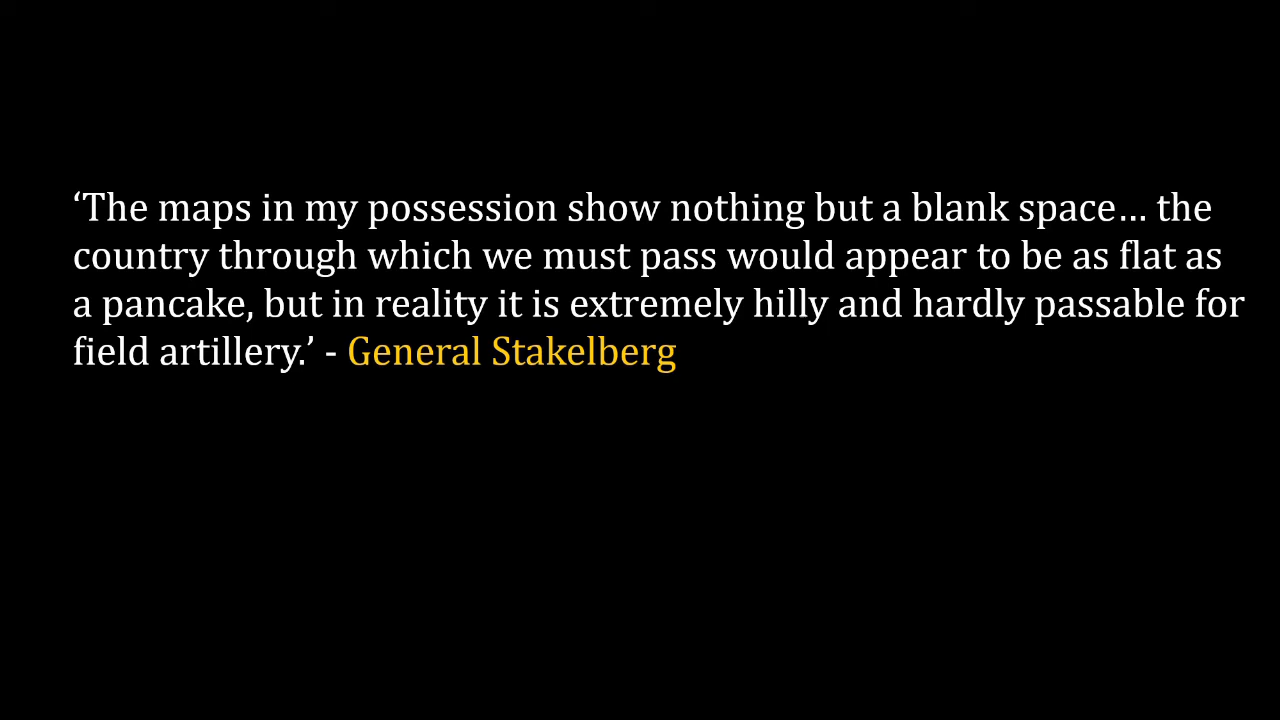 ‘The maps in my possession show nothing but a blank space… the
country through which we must pass would appear to be as flat as
a pancake, but in reality it is extremely hilly and hardly passable for
field artillery.’ - General Stakelberg